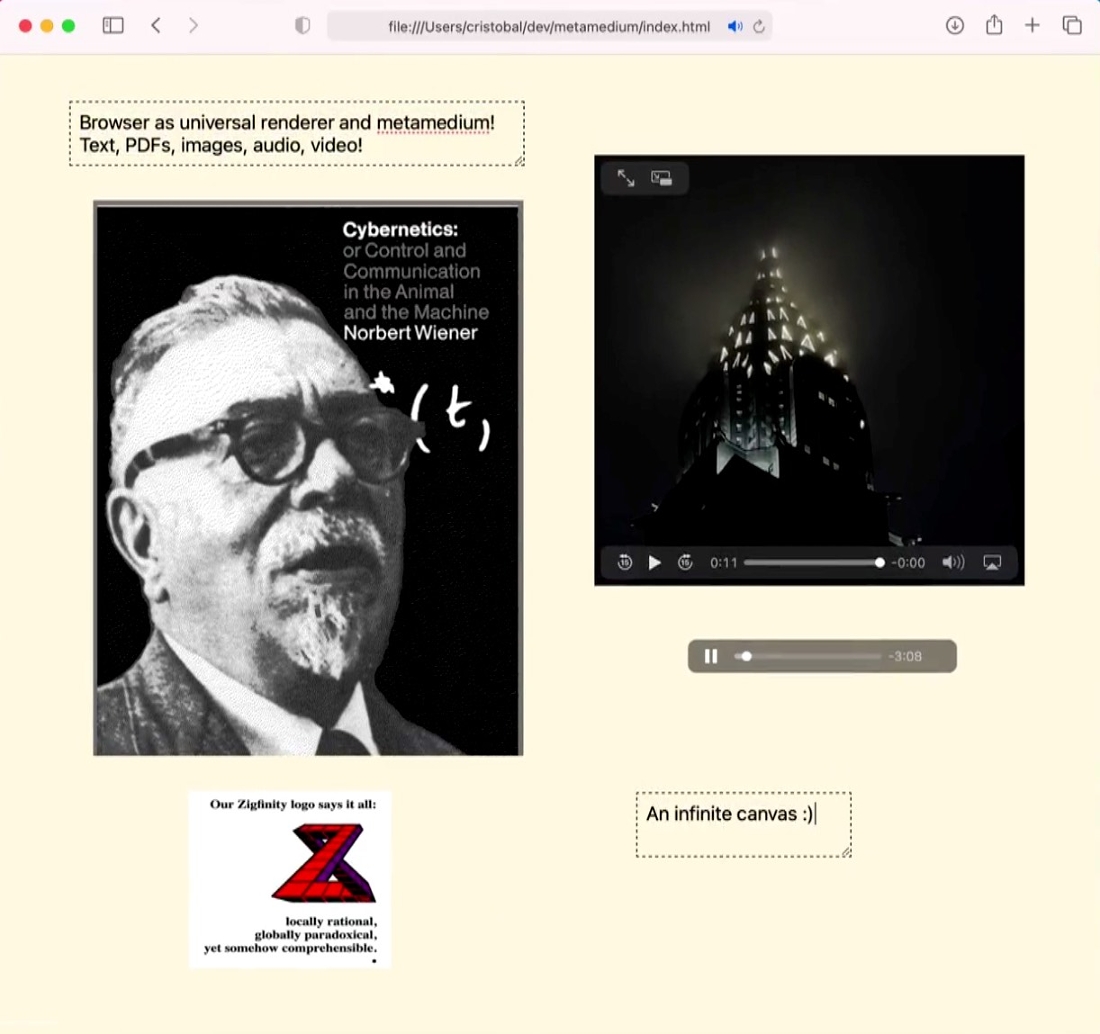 file:///Users/cristobal/dev/metamedium/index.html
Browser as universal renderer and metamedium!
Text, PDFs, images, audio, video!
Cybernetics:
or Control and
Communication
in the Animal
and the Machine
Norbert Wiener
*(t,
15
15
0:11
-0:00
-3:08
Our Zigfinity logo says it all:
locally rational,
globally paradoxical,
yet somehow comprehensible.
An infinite canvas :)